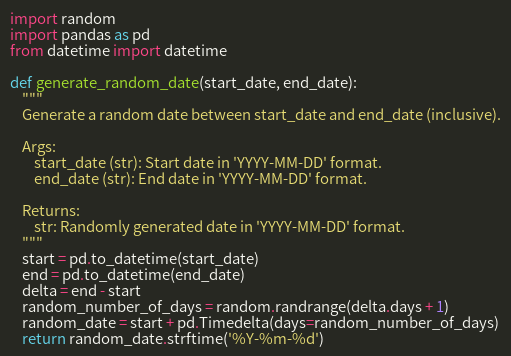 import random
import pandas as pd
from datetime import datetime

def generate_random_date(start_date, end_date):
    """
    Generate a random date between start_date and end_date (inclusive).

    Args:
        start_date (str): Start date in 'YYYY-MM-DD' format.
        end_date (str): End date in 'YYYY-MM-DD' format.

    Returns:
        str: Randomly generated date in 'YYYY-MM-DD' format.
    """
    start = pd.to_datetime(start_date)
    end = pd.to_datetime(end_date)
    delta = end - start
    random_number_of_days = random.randrange(delta.days + 1)
    random_date = start + pd.Timedelta(days=random_number_of_days)
    return random_date.strftime('%Y-%m-%d')